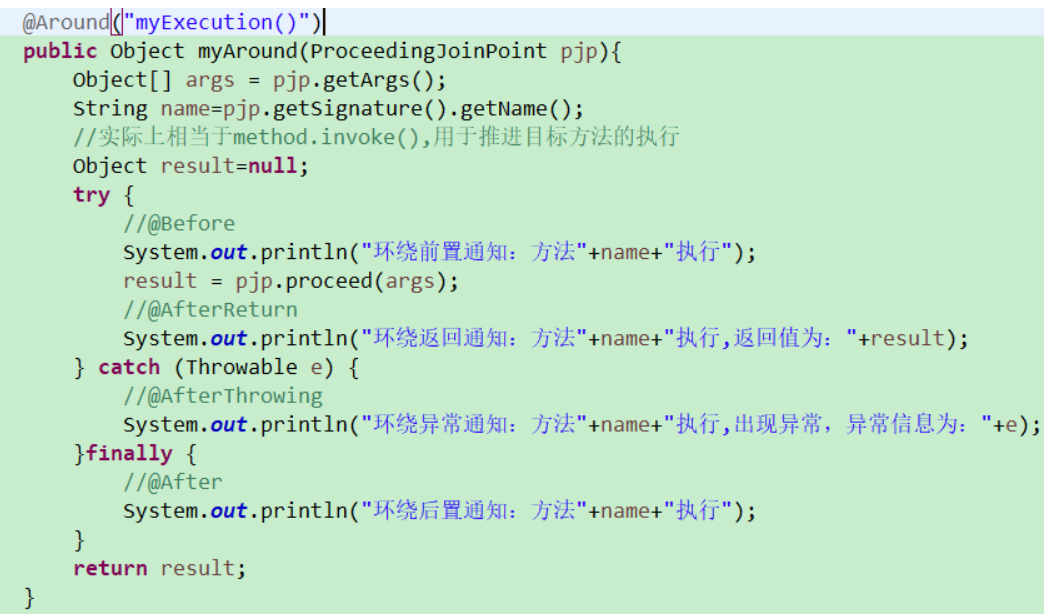 @Around("myExecution()")
public Object myAround(ProceedingJoinPoint pjp){
    Object[] args = pjp.getArgs();
    String name=pjp.getSignature().getName();
    //实际上相当于method.invoke(),用于推进目标方法的执行
    Object result=null;
    try {
        //@Before
        System.out.println("环绕前置通知：方法"+name+"执行");
        result = pjp.proceed(args);
        //@AfterReturn
        System.out.println("环绕返回通知：方法"+name+"执行,返回值为："+result);
    } catch (Throwable e) {
        //@AfterThrowing
        System.out.println("环绕异常通知：方法"+name+"执行,出现异常，异常信息为："+e);
    }finally {
        //@After
        System.out.println("环绕后置通知：方法"+name+"执行");
    }
    return result;
}